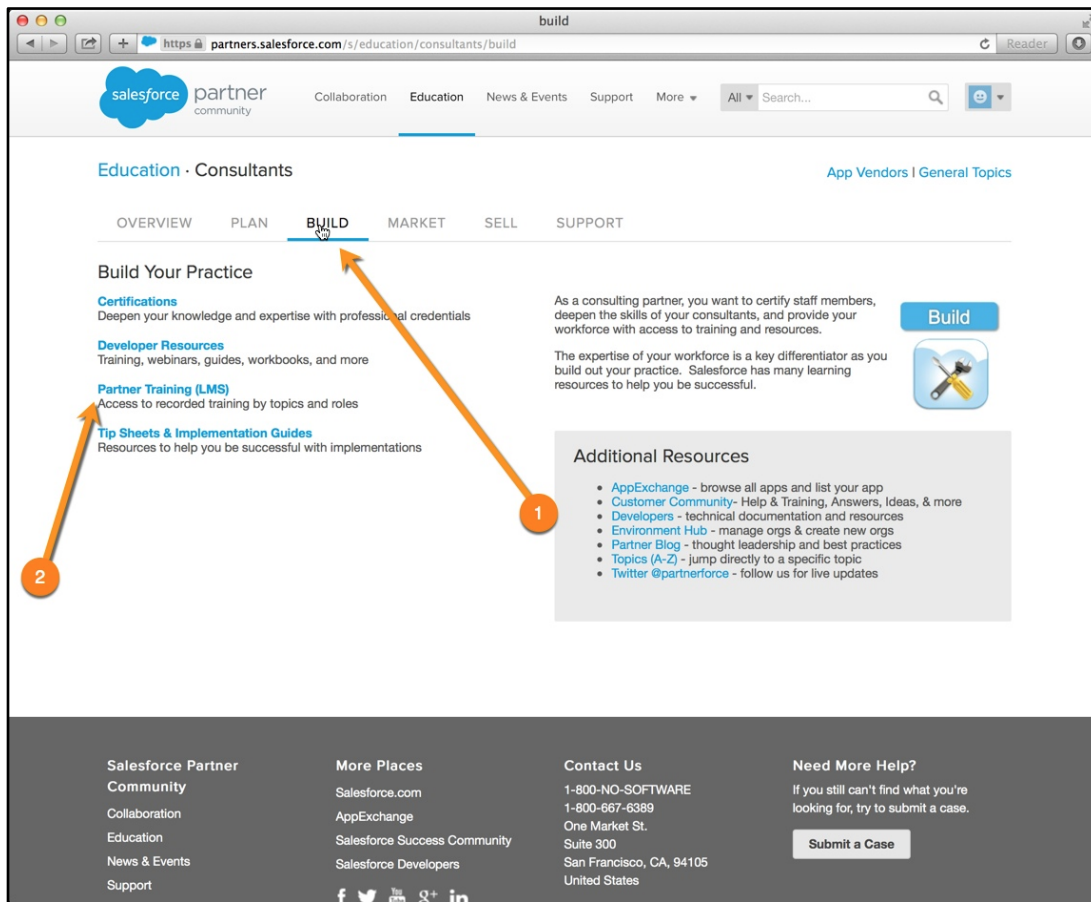 build
https partners.salesforce.com/s/education/consultants/build
Reader
salesforce partner community
Collaboration Education News & Events Support More All Search...
Education · Consultants
App Vendors | General Topics
OVERVIEW PLAN BUILD MARKET SELL SUPPORT
Build Your Practice
Certifications
Deepen your knowledge and expertise with professional credentials
Developer Resources
Training, webinars, guides, workbooks, and more
Partner Training (LMS)
Access to recorded training by topics and roles
Tip Sheets & Implementation Guides
Resources to help you be successful with implementations
1
2
As a consulting partner, you want to certify staff members,
deepen the skills of your consultants, and provide your
workforce with access to training and resources.
The expertise of your workforce is a key differentiator as you
build out your practice. Salesforce has many learning
resources to help you be successful.
Build
Additional Resources
• AppExchange - browse all apps and list your app
• Customer Community- Help & Training, Answers, Ideas, & more
• Developers - technical documentation and resources
• Environment Hub - manage orgs & create new orgs
• Partner Blog - thought leadership and best practices
• Topics (A-Z) - jump directly to a specific topic
• Twitter @partnerforce - follow us for live updates
Salesforce Partner
Community
Collaboration
Education
News & Events
Support
More Places
Salesforce.com
AppExchange
Salesforce Success Community
Salesforce Developers
f You g+ in
Contact Us
1-800-NO-SOFTWARE
1-800-667-6389
One Market St.
Suite 300
San Francisco, CA, 94105
United States
Need More Help?
If you still can't find what you're
looking for, try to submit a case.
Submit a Case